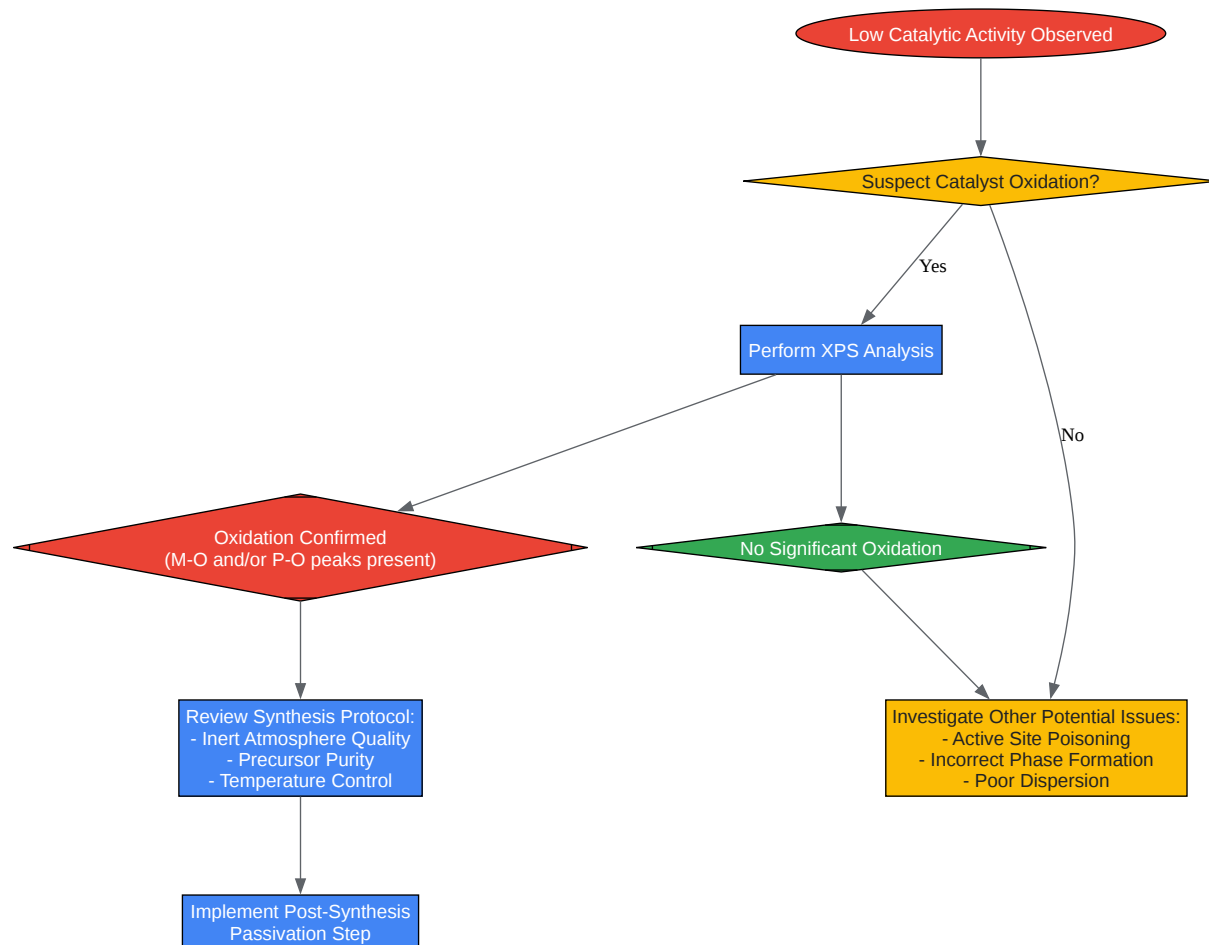 Low Catalytic Activity Observed
Suspect Catalyst Oxidation?
Yes
Perform XPS Analysis
No
Oxidation Confirmed
(M-O and/or P-O peaks present)
No Significant Oxidation
Review Synthesis Protocol:
- Inert Atmosphere Quality
- Precursor Purity
- Temperature Control
Investigate Other Potential Issues:
- Active Site Poisoning
- Incorrect Phase Formation
- Poor Dispersion
Implement Post-Synthesis
Passivation Step